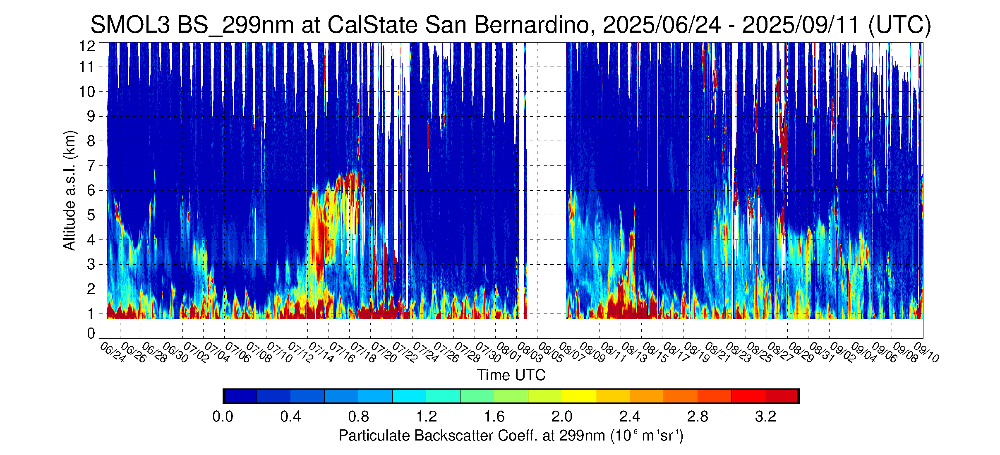 SMOL3 BS_299nm at CalState San Bernardino, 2025/06/24 - 2025/09/11 (UTC)
12
11
10
9
8
7
6
5
4
3
2
1
0
Altitude a.s.l. (km)
06/24 06/26 06/28 06/30 07/02 07/04 07/06 07/08 07/10 07/12 07/14 07/16 07/18 07/20 07/22 07/24 07/26 07/28 07/30 08/01 08/03 08/05 08/07 08/09 08/11 08/13 08/15 08/17 08/19 08/21 08/23 08/25 08/27 08/29 08/31 09/02 09/04 09/06 09/08 09/10
Time UTC
0.0 0.4 0.8 1.2 1.6 2.0 2.4 2.8 3.2
Particulate Backscatter Coeff. at 299nm (10⁻⁶ m⁻¹sr⁻¹)